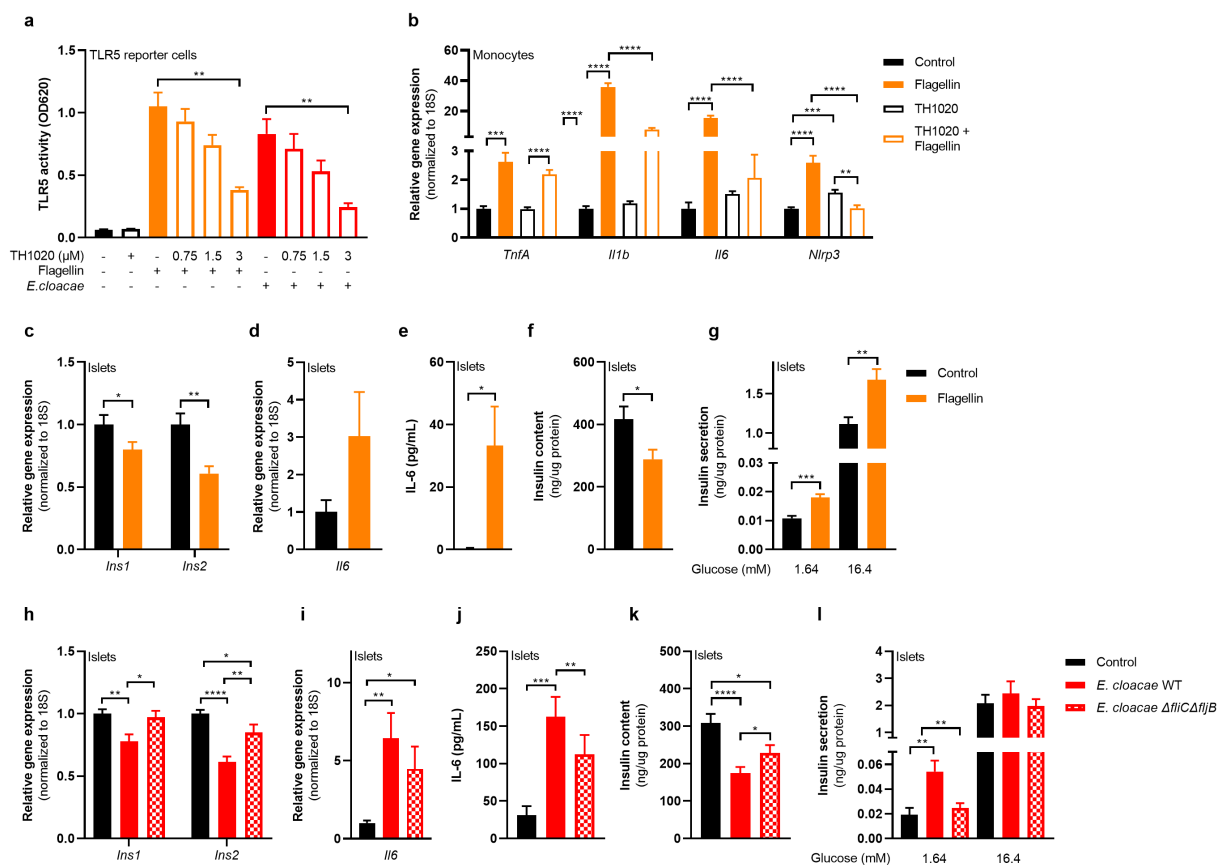 a
TLR5 reporter cells
TLR5 activity (OD620)
1.5
1.0
0.5
0.0
**
**
TH1020 (µM) - + - 0.75 1.5 3 - 0.75 1.5 3
Flagellin - - + + + + - - - -
E.cloacae - - - - - - + + + +
b
Monocytes
Relative gene expression
(normalized to 18S)
60
40
20
3
2
1
0
*** **** **** **** **** **** **** **** *** **** **
TnfA Il1b Il6 Nlrp3
Control
Flagellin
TH1020
TH1020 +
Flagellin
c
Islets
Relative gene expression
(normalized to 18S)
1.5
1.0
0.5
0.0
* **
Ins1 Ins2
d
Islets
Relative gene expression
(normalized to 18S)
5
4
3
2
1
0
Il6
e
Islets
IL-6 (pg/mL)
60
40
20
0
*
f
Islets
Insulin content
(ng/ug protein)
600
400
200
0
*
g
Islets
Insulin secretion
(ng/ug protein)
1.5
1.0
0.03
0.02
0.01
0.00
*** **
Glucose (mM) 1.64 16.4
Control
Flagellin
h
Islets
Relative gene expression
(normalized to 18S)
1.5
1.0
0.5
0.0
** * **** ** *
Ins1 Ins2
i
Islets
Relative gene expression
(normalized to 18S)
10
5
0
** *
Il6
j
Islets
IL-6 (pg/mL)
250
200
150
100
50
0
*** **
k
Islets
Insulin content
(ng/ug protein)
500
400
300
200
100
0
**** * *
l
Islets
Insulin secretion
(ng/ug protein)
4
3
2
1
0.06
0.04
0.02
0.00
** **
Glucose (mM) 1.64 16.4
Control
E. cloacae WT
E. cloacae ΔfliCΔfljB